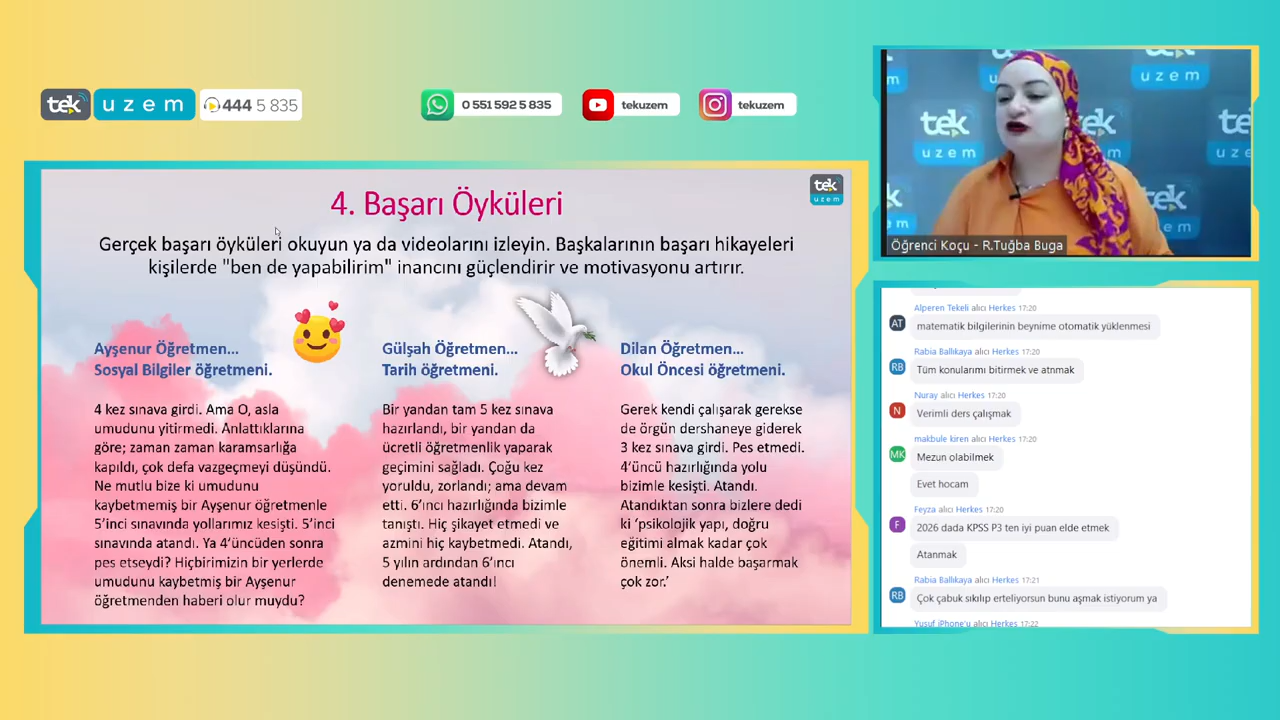 tek uzem 444 5 835
0 551 592 5 835
tekuzem
tekuzem
tek uzem
4. Başarı Öyküleri
Gerçek başarı öyküleri okuyun ya da videolarını izleyin. Başkalarının başarı hikayeleri
kişilerde "ben de yapabilirim" inancını güçlendirir ve motivasyonu artırır.
Ayşenur Öğretmen...
Sosyal Bilgiler öğretmeni.
4 kez sınava girdi. Ama O, asla
umudunu yitirmedi. Anlattıklarına
göre; zaman zaman karamsarlığa
kapıldı, çok defa vazgeçmeyi düşündü.
Ne mutlu bize ki umudunu
kaybetmemiş bir Ayşenur öğretmenle
5'inci sınavında yollarımız kesişti. 5'inci
sınavında atandı. Ya 4'üncüden sonra
pes etseydi? Hiçbirimizin bir yerlerde
umudunu kaybetmiş bir Ayşenur
öğretmenden haberi olur muydu?
Gülşah Öğretmen...
Tarih öğretmeni.
Bir yandan tam 5 kez sınava
hazırlandı, bir yandan da
ücretli öğretmenlik yaparak
geçimini sağladı. Çoğu kez
yoruldu, zorlandı; ama devam
etti. 6'ıncı hazırlığında bizimle
tanıştı. Hiç şikayet etmedi ve
azmini hiç kaybetmedi. Atandı,
5 yılın ardından 6'ıncı
denemede atandı!
Dilan Öğretmen...
Okul Öncesi öğretmeni.
Gerek kendi çalışarak gerekse
de örgün dershaneye giderek
3 kez sınava girdi. Pes etmedi.
4'üncü hazırlığında yolu
bizimle kesişti. Atandı.
Atandıktan sonra bizlere dedi
ki 'psikolojik yapı, doğru
eğitimi almak kadar çok
önemli. Aksi halde başarmak
çok zor.'
tek uzem
tek uzem
tek
uzem
Öğrenci Koçu - R.Tuğba Buga
Alperen Tekeli alıcı Herkes 17:20
AT
matematik bilgilerinin beynime otomatik yüklenmesi
Rabia Ballıkaya alıcı Herkes 17:20
RB
Tüm konularımı bitirmek ve atnmak
Nuray alıcı Herkes 17:20
N
Verimli ders çalışmak
makbule kiren alıcı Herkes 17:20
MK
Mezun olabilmek
Evet hocam
Feyza alıcı Herkes 17:20
F
2026 dada KPSS P3 ten iyi puan elde etmek
Atanmak
Rabia Ballıkaya alıcı Herkes 17:21
RB
Çok çabuk sıkılıp erteliyorsun bunu aşmak istiyorum ya
Yusuf iPhone'u alıcı Herkes 17:22